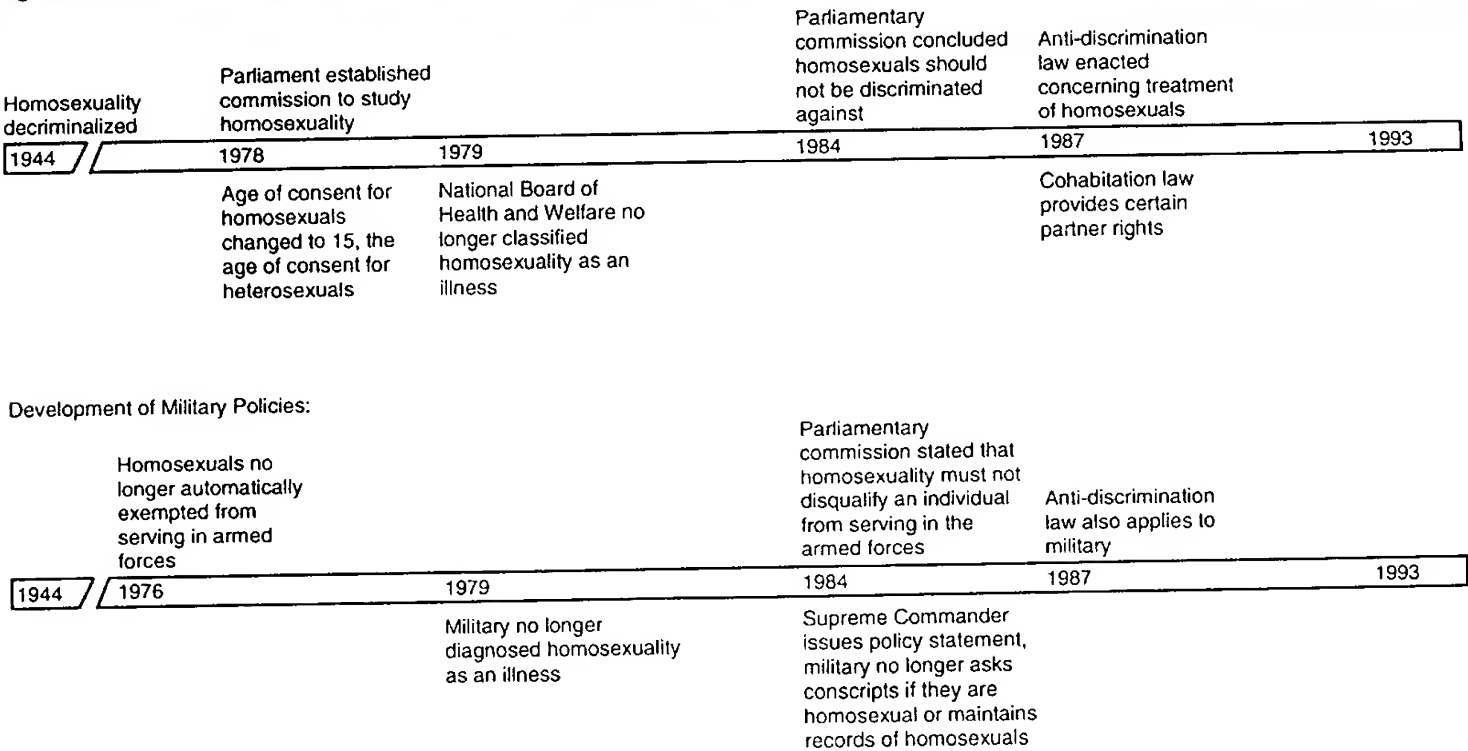 Parliamentary
commission concluded
homosexuals should
not be discriminated
against
Anti-discrimination
law enacted
concerning treatment
of homosexuals
Parliament established
commission to study
homosexuality
Homosexuality
decriminalized
1944
1978
1979
1984
1987
1993
Age of consent for
homosexuals
changed to 15, the
age of consent for
heterosexuals
National Board of
Health and Welfare no
longer classified
homosexuality as an
illness
Cohabitation law
provides certain
partner rights
Development of Military Policies:
Homosexuals no
longer automatically
exempted from
serving in armed
forces
Parliamentary
commission stated that
homosexuality must not
disqualify an individual
from serving in the
armed forces
Anti-discrimination
law also applies to
military
1944
1976
1979
1984
1987
1993
Military no longer
diagnosed homosexuality
as an illness
Supreme Commander
issues policy statement,
military no longer asks
conscripts if they are
homosexual or maintains
records of homosexuals